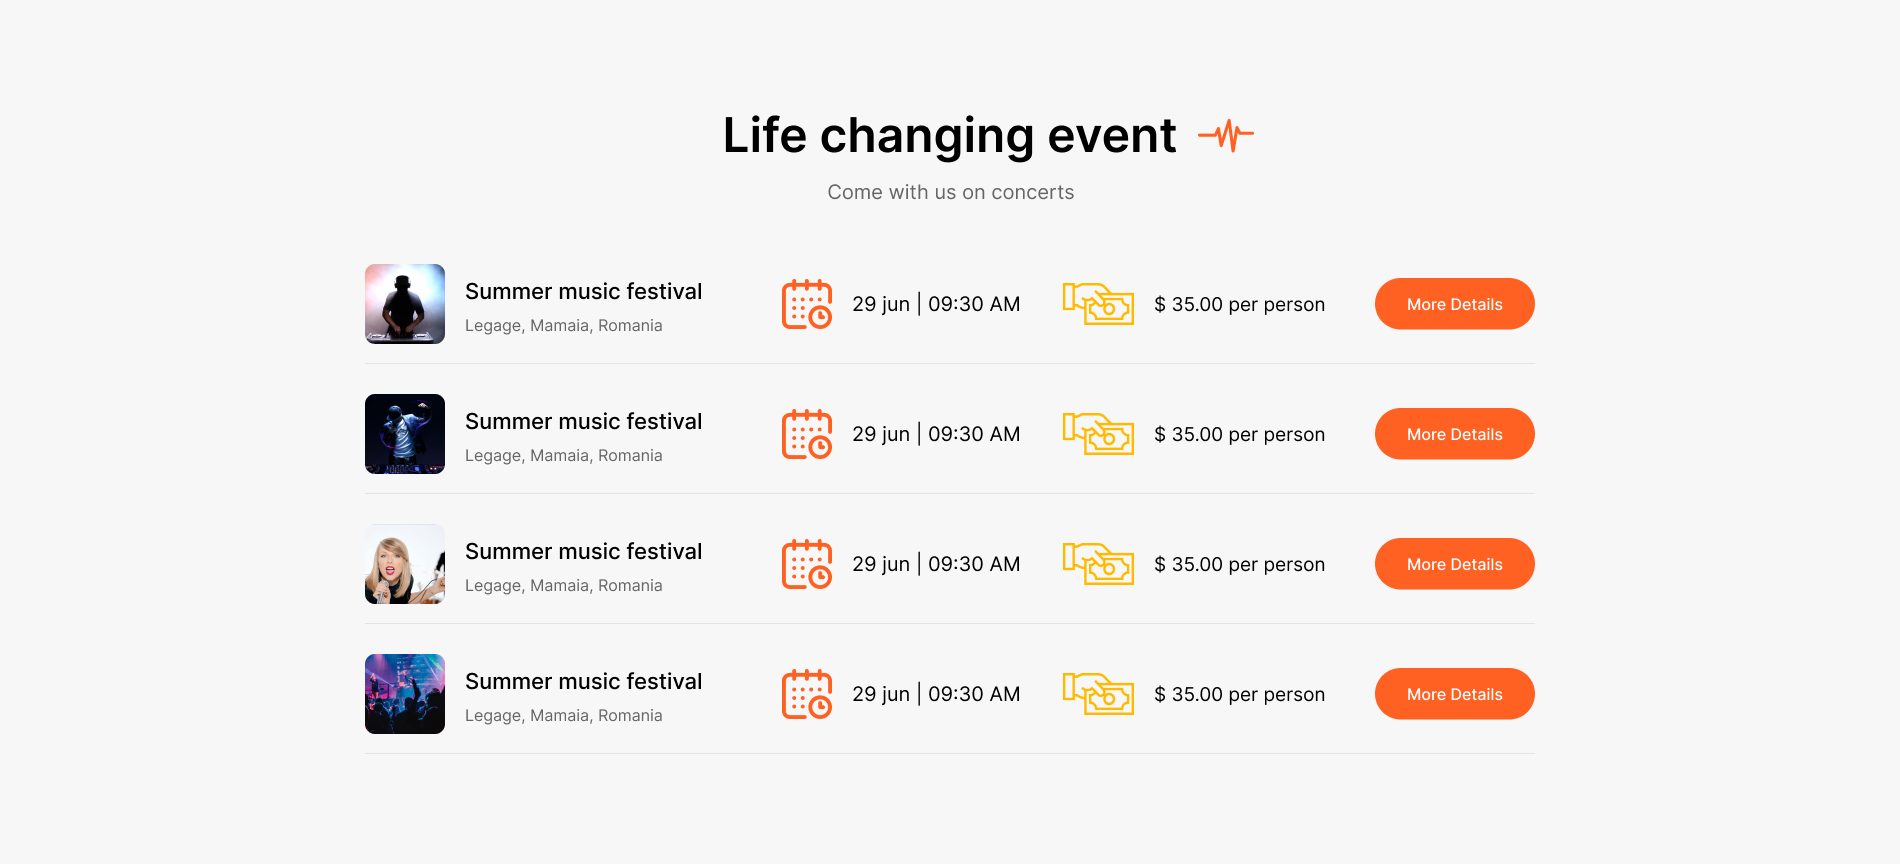 Life changing event
Come with us on concerts
Summer music festival
Legage, Mamaia, Romania
29 jun | 09:30 AM
$ 35.00 per person
More Details
Summer music festival
Legage, Mamaia, Romania
29 jun | 09:30 AM
$ 35.00 per person
More Details
Summer music festival
Legage, Mamaia, Romania
29 jun | 09:30 AM
$ 35.00 per person
More Details
Summer music festival
Legage, Mamaia, Romania
29 jun | 09:30 AM
$ 35.00 per person
More Details